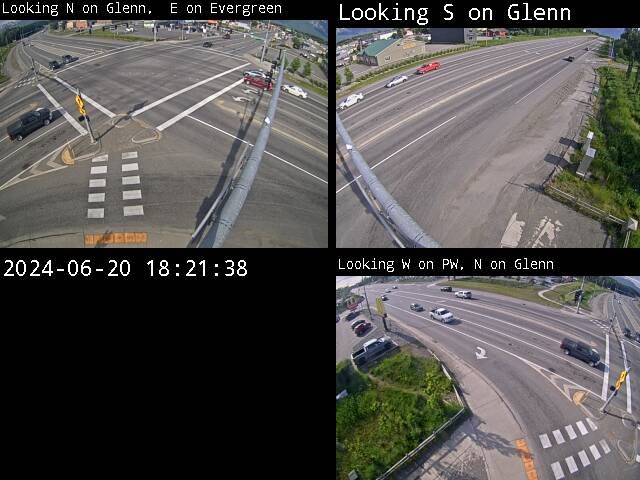 Looking N on Glenn,  E on Evergreen
Looking S on Glenn
2024-06-20 18:21:38
Looking W on PW, N on Glenn